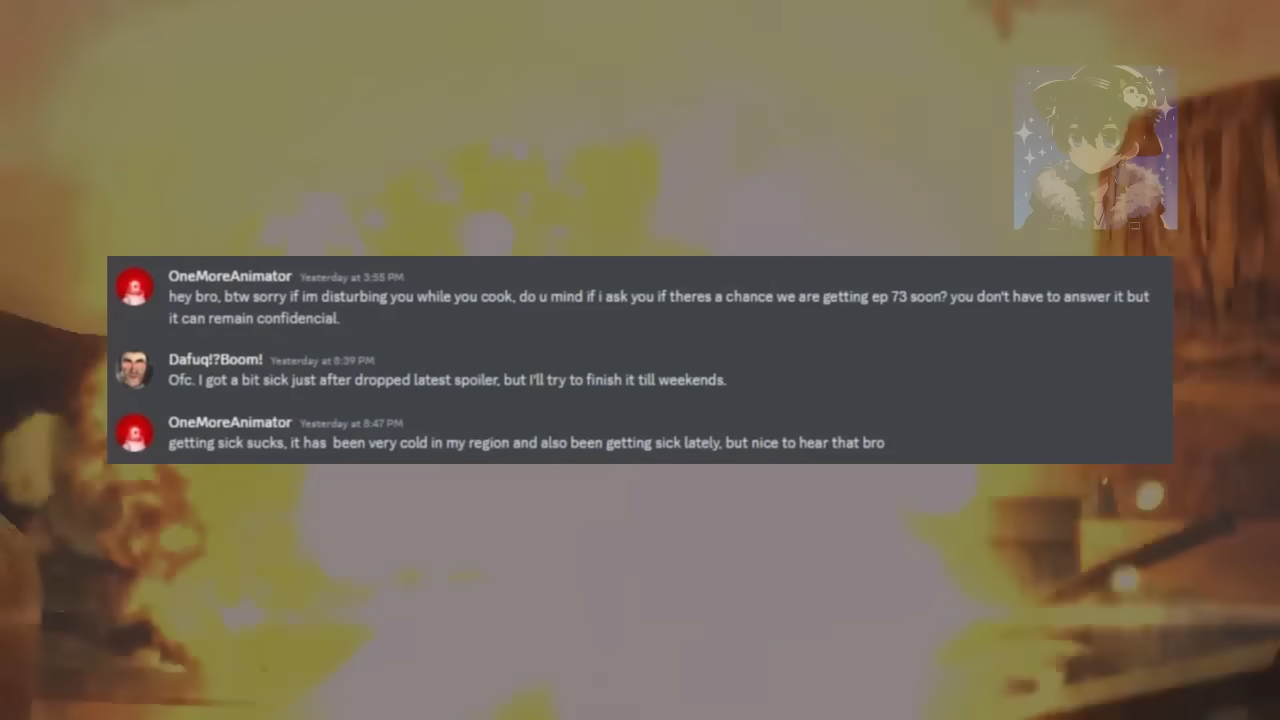 OneMoreAnimator Yesterday at 3:55 PM
hey bro, btw sorry if im disturbing you while you cook, do u mind if i ask you if theres a chance we are getting ep 73 soon? you don't have to answer it but
it can remain confidencial.
Dafuq!?Boom! Yesterday at 8:39 PM
Ofc. I got a bit sick just after dropped latest spoiler, but I'll try to finish it till weekends.
OneMoreAnimator Yesterday at 8:47 PM
getting sick sucks, it has been very cold in my region and also been getting sick lately, but nice to hear that bro